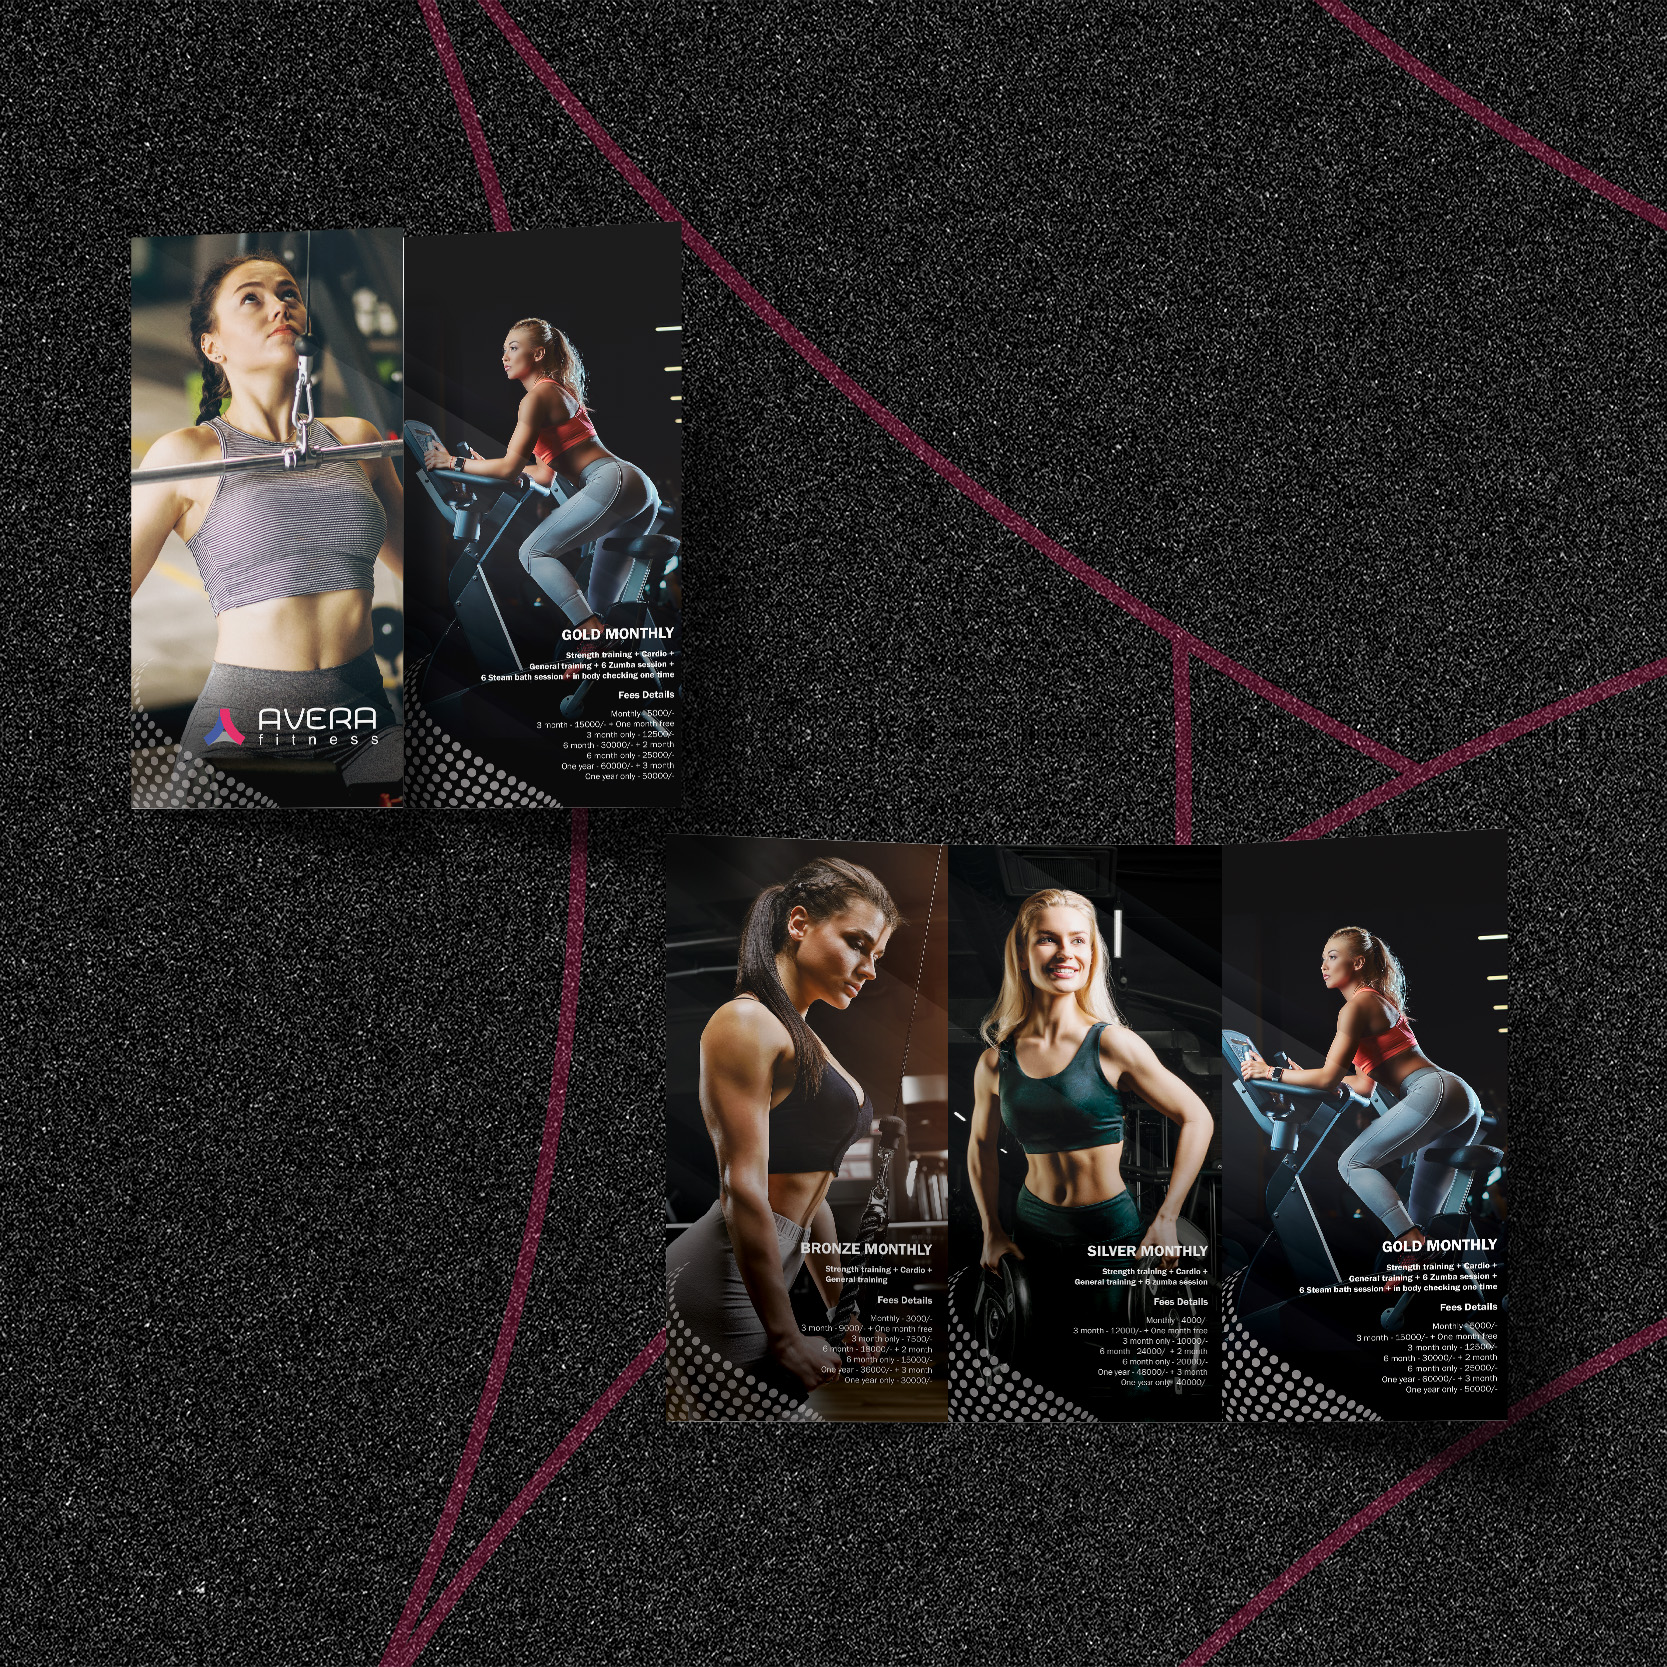 AVERA
fitness
GOLD MONTHLY
Strength training + Cardio +
General training + 6 Zumba session +
6 Steam bath session + in body checking one time
Fees Details
Monthly - 5000/-
3 month - 15000/- + One month free
3 month only - 12500/-
6 month - 30000/- + 2 month
6 month only - 25000/-
One year - 60000/- + 3 month
One year only - 50000/-
BRONZE MONTHLY
Strength training + Cardio +
General training
Fees Details
Monthly - 3000/-
3 month - 9000/- + One month free
3 month only - 7500/-
6 month - 18000/- + 2 month
6 month only - 15000/-
One year - 36000/- + 3 month
One year only - 30000/-
SILVER MONTHLY
Strength training + Cardio +
General training + 6 zumba session
Fees Details
Monthly - 4000/-
3 month - 12000/- + One month free
3 month only - 10000/-
6 month - 24000/- + 2 month
6 month only - 20000/-
One year - 48000/- + 3 month
One year only - 40000/-
GOLD MONTHLY
Strength training + Cardio +
General training + 6 Zumba session +
6 Steam bath session + in body checking one time
Fees Details
Monthly - 5000/-
3 month - 15000/- + One month free
3 month only - 12500/-
6 month - 30000/- + 2 month
6 month only - 25000/-
One year - 60000/- + 3 month
One year only - 50000/-